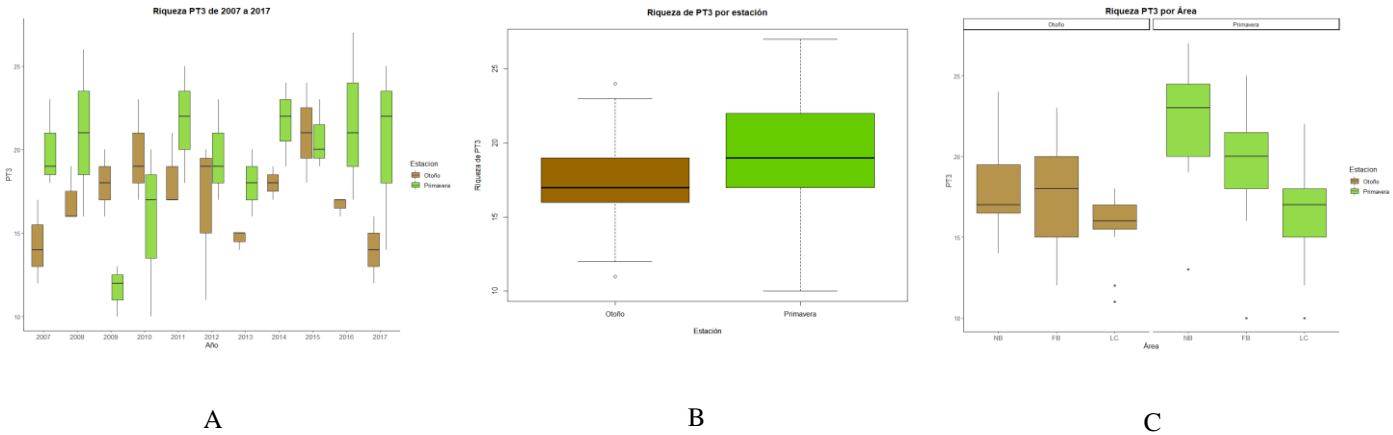 Riqueza PT3 de 2007 a 2017
PT3
25
20
15
10
2007 2008 2009 2010 2011 2012 2013 2014 2015 2016 2017
Año
Estacion
Otoño
Primavera
A
Riqueza de PT3 por estación
Riqueza de PT3
25
20
15
10
Otoño Primavera
Estación
B
Riqueza PT3 por Área
Otoño Primavera
PT3
25
20
15
10
NB FB LC NB FB LC
Área
Estacion
Otoño
Primavera
C